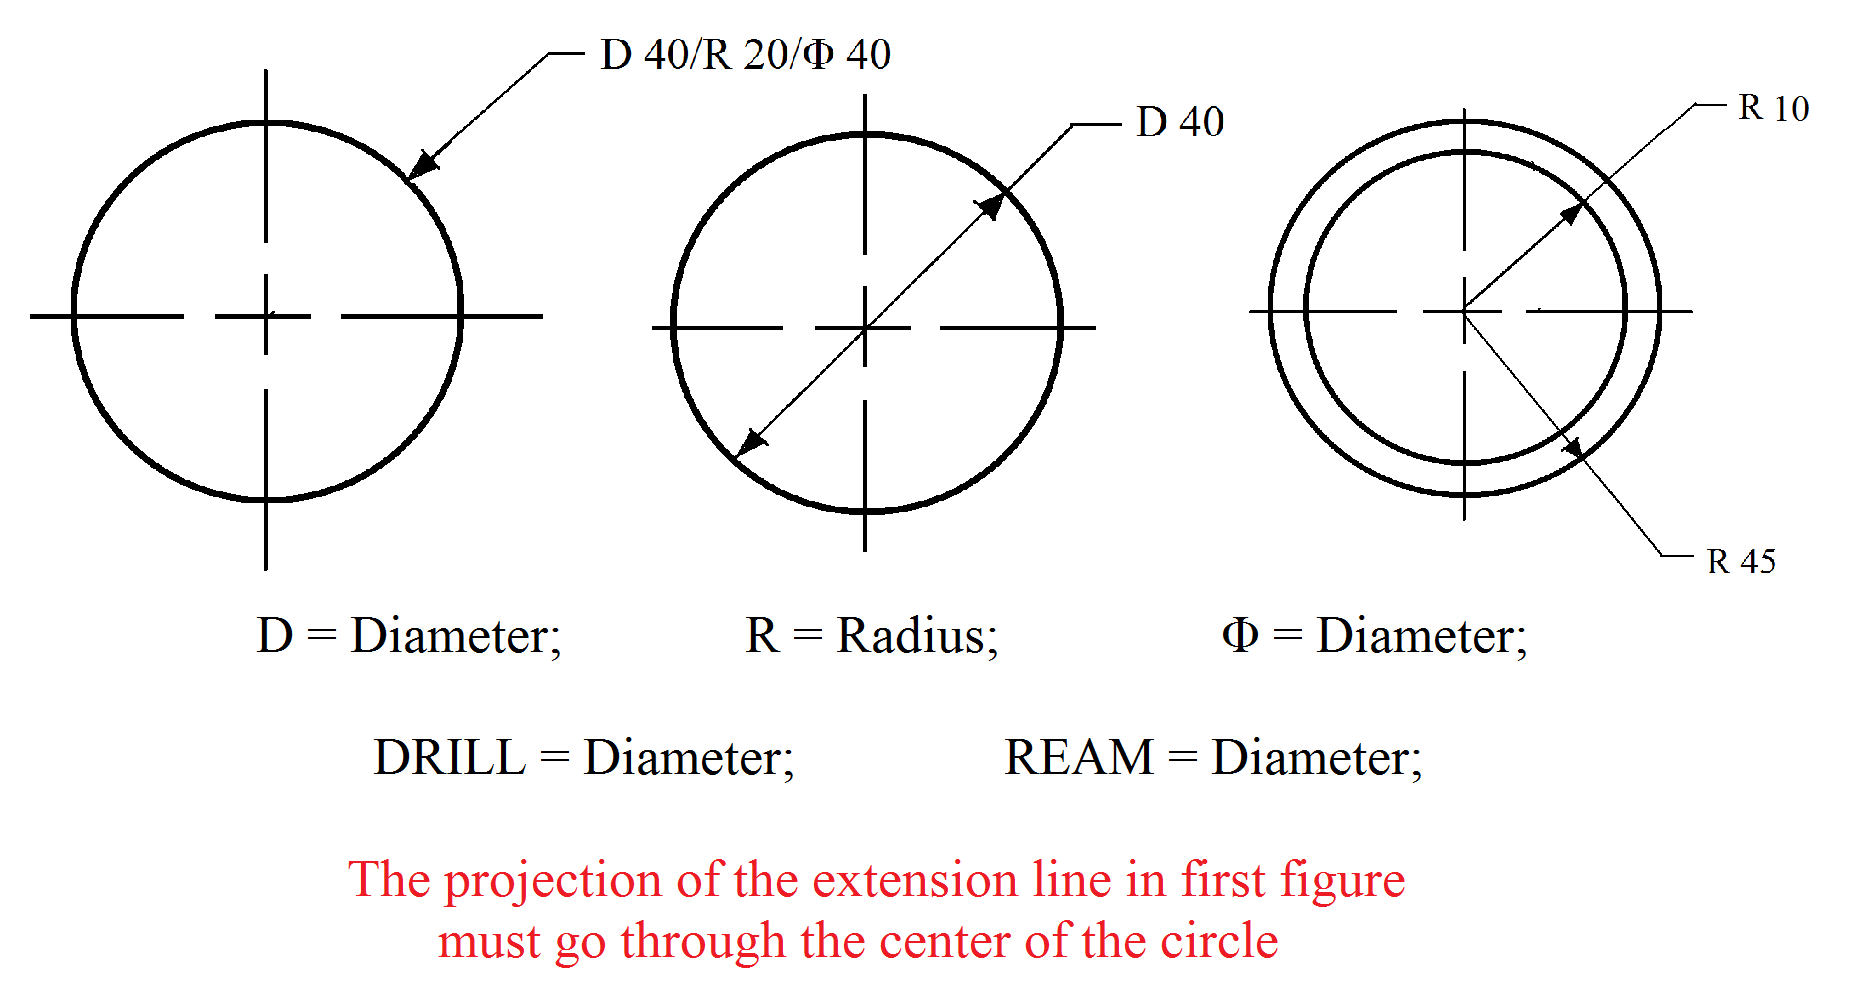 D 40/R 20/Φ 40
D 40
R 10
R 45
D = Diameter; R = Radius; Φ = Diameter;
DRILL = Diameter; REAM = Diameter;
The projection of the extension line in first figure
must go through the center of the circle